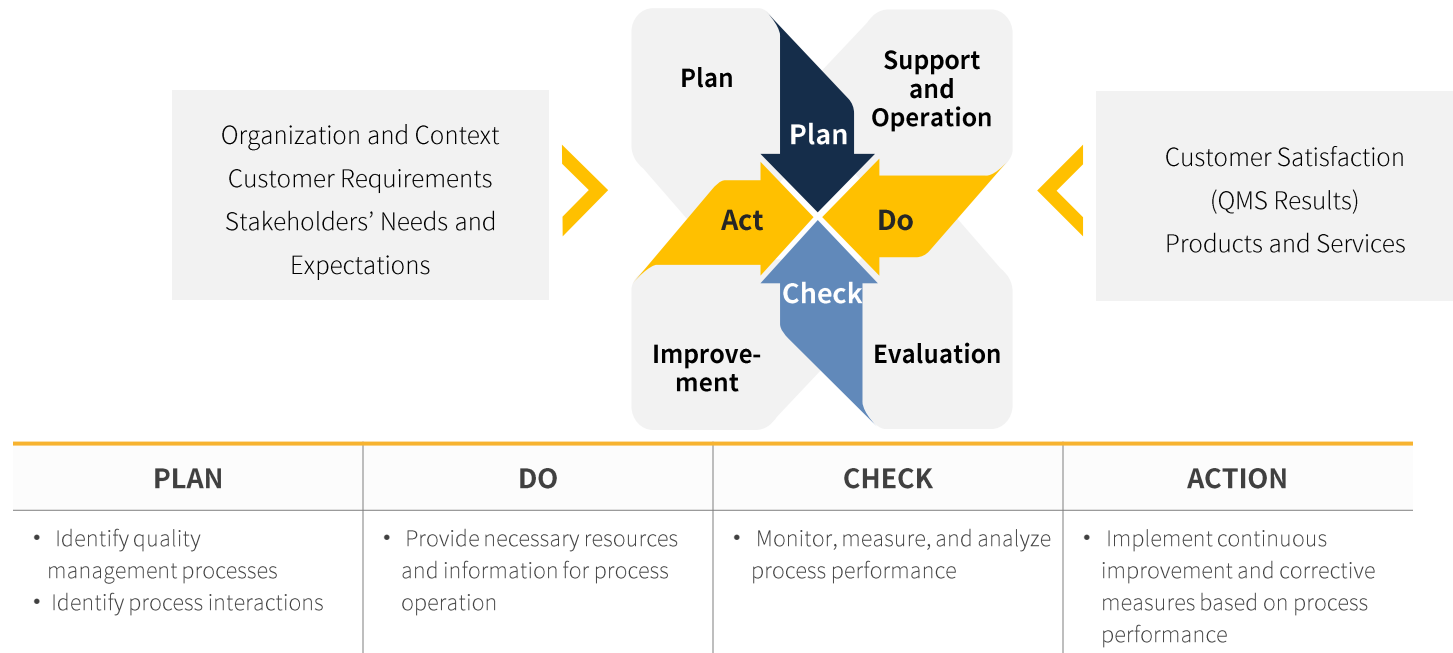 Organization and Context
Customer Requirements
Stakeholders’ Needs and
Expectations
Plan
Support
and
Operation
Plan
Act
Do
Check
Improve-
ment
Evaluation
Customer Satisfaction
(QMS Results)
Products and Services
PLAN
DO
CHECK
ACTION
• Identify quality
management processes
• Identify process interactions
• Provide necessary resources
and information for process
operation
• Monitor, measure, and analyze
process performance
• Implement continuous
improvement and corrective
measures based on process
performance